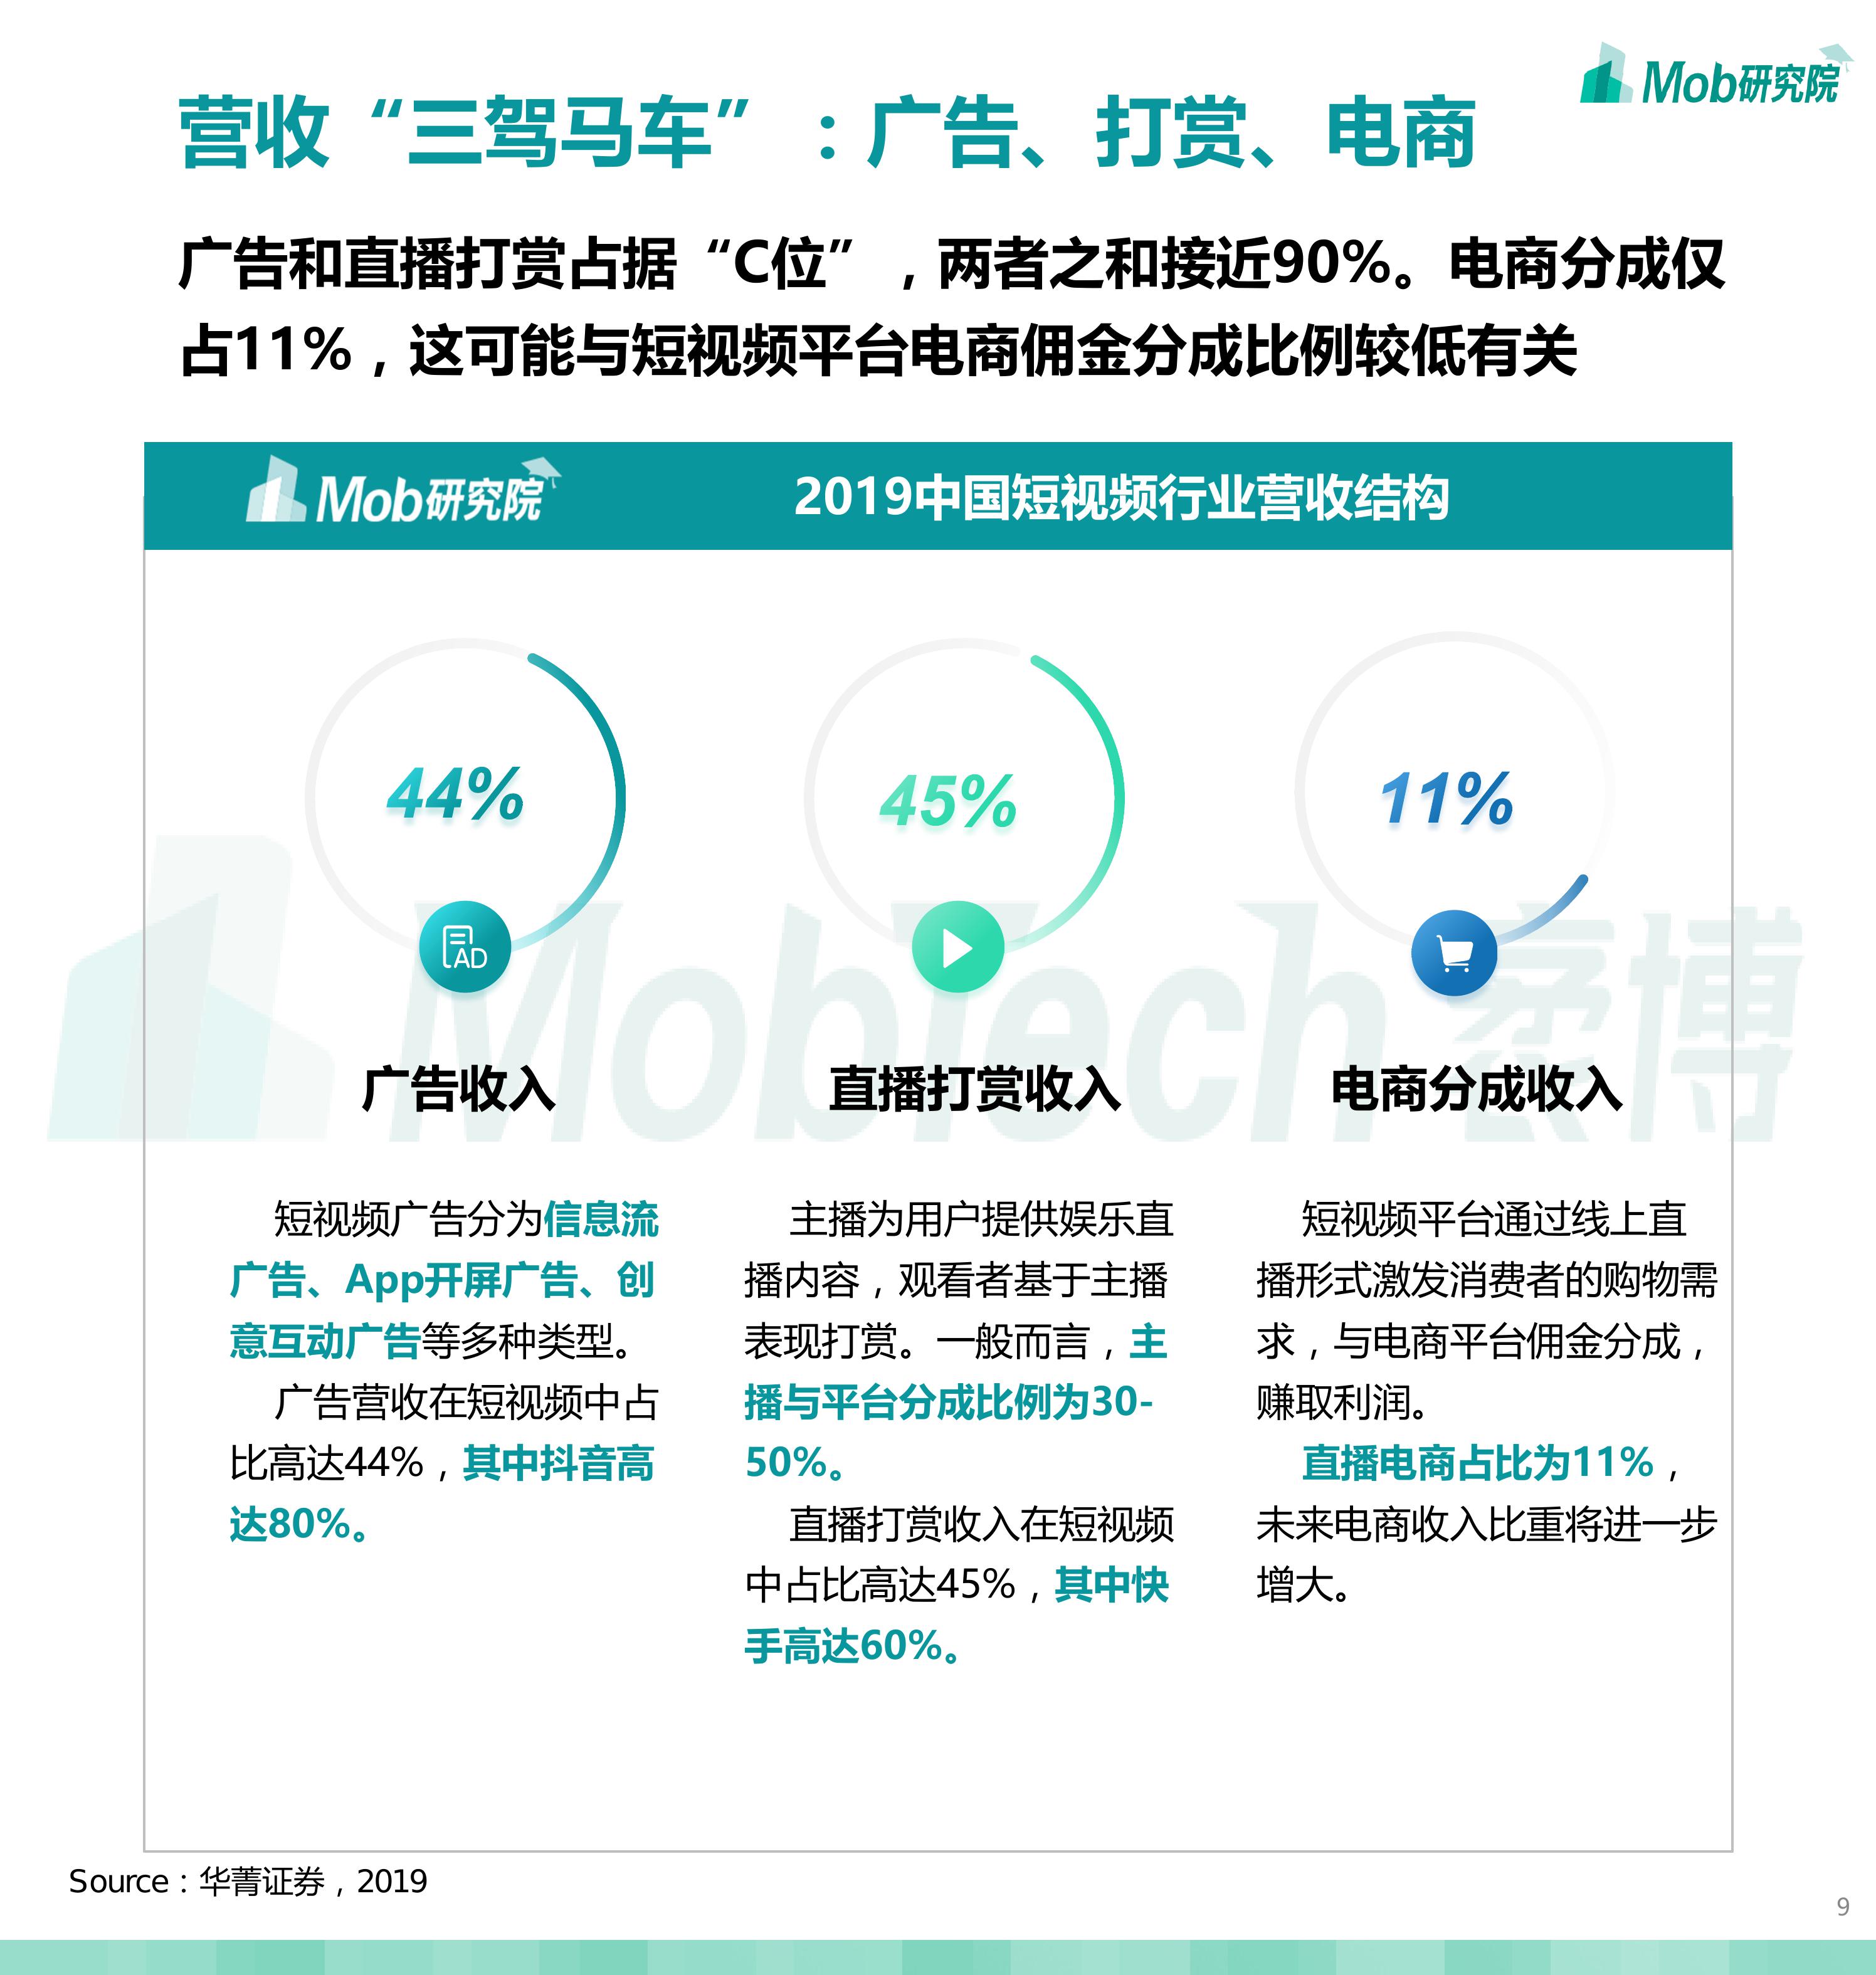 Mob研究院
营收“三驾马车”：广告、打赏、电商
广告和直播打赏占据“C位”，两者之和接近90%。电商分成仅
占11%，这可能与短视频平台电商佣金分成比例较低有关
Mob研究院
2019中国短视频行业营收结构
44%
45%
11%
AD
MobTech 袤博
广告收入
直播打赏收入
电商分成收入
短视频广告分为信息流
广告、App开屏广告、创
意互动广告等多种类型。
广告营收在短视频中占
比高达44%，其中抖音高
达80%。
主播为用户提供娱乐直
播内容，观看者基于主播
表现打赏。一般而言，主
播与平台分成比例为30-
50%。
直播打赏收入在短视频
中占比高达45%，其中快
手高达60%。
短视频平台通过线上直
播形式激发消费者的购物需
求，与电商平台佣金分成，
赚取利润。
直播电商占比为11%，
未来电商收入比重将进一步
增大。
Source：华菁证券，2019
9